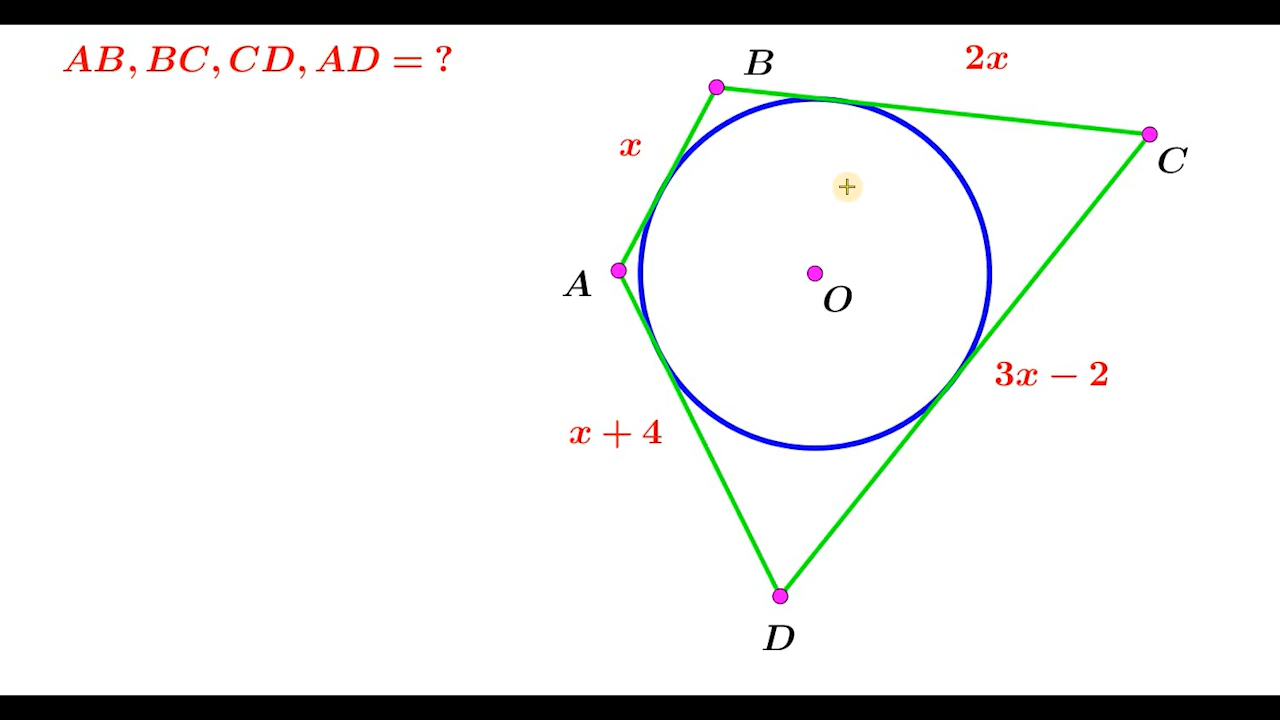 AB, BC, CD, AD = ?
B
2x
x
C
A
O
3x − 2
x + 4
D